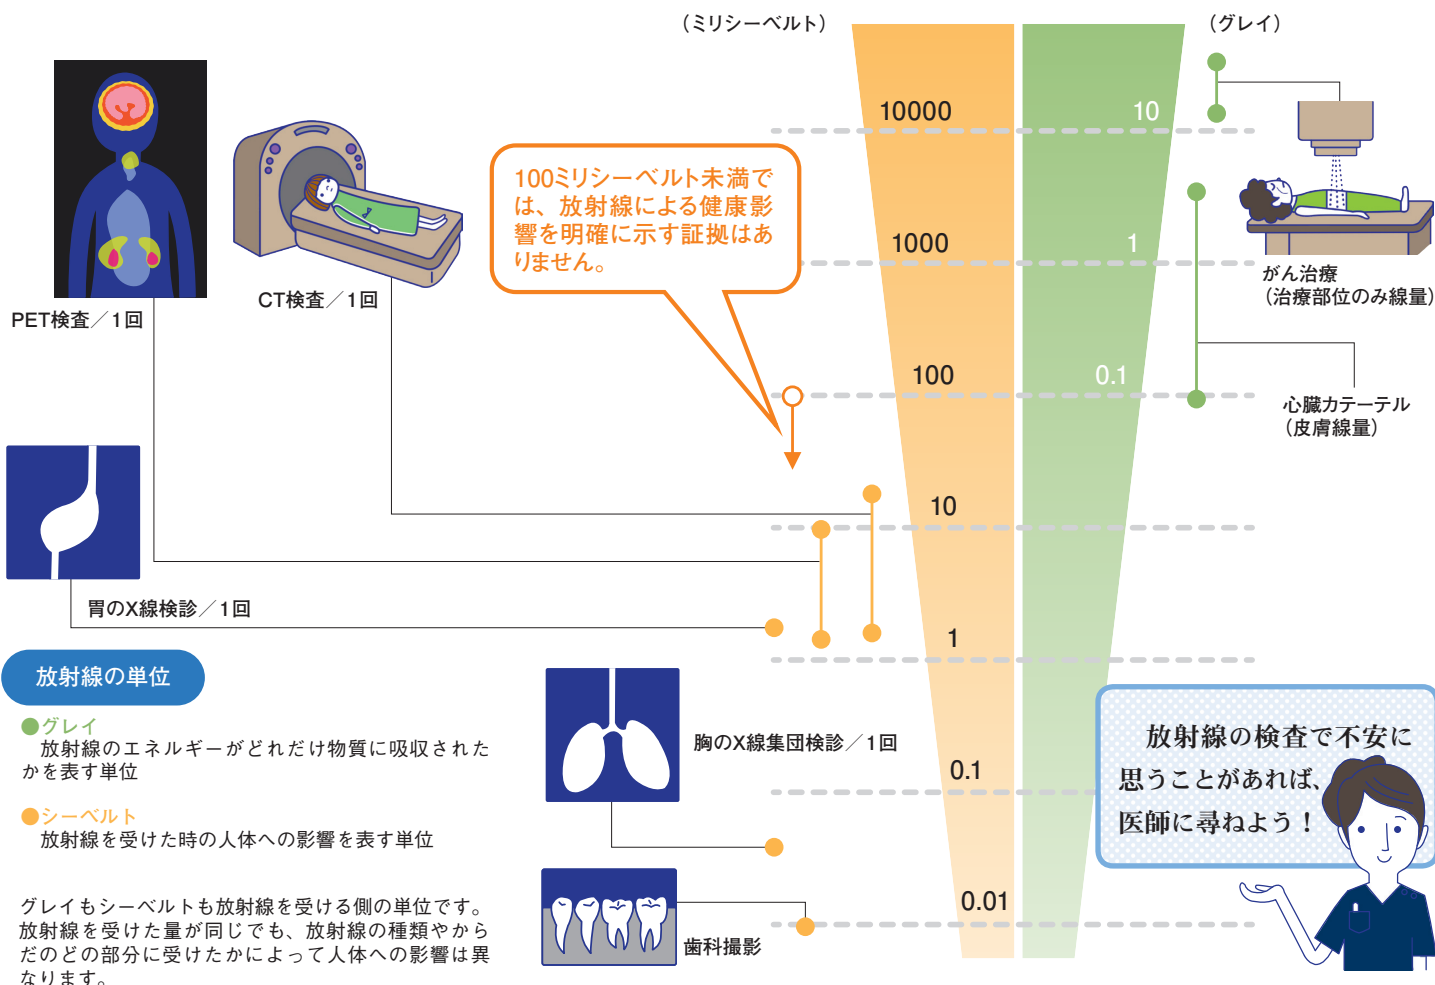 (ミリシーベルト)
(グレイ)
10000
10
1000
1
100
0.1
10
1
0.1
0.01
100ミリシーベルト未満で
は、放射線による健康影
響を明確に示す証拠はあ
りません。
PET検査／1回
CT検査／1回
がん治療
(治療部位のみ線量)
心臓カテーテル
(皮膚線量)
胃のX線検診／1回
胸のX線集団検診／1回
歯科撮影
放射線の単位
●グレイ
放射線のエネルギーがどれだけ物質に吸収された
かを表す単位
●シーベルト
放射線を受けた時の人体への影響を表す単位
グレイもシーベルトも放射線を受ける側の単位です。
放射線を受けた量が同じでも、放射線の種類やから
だのどの部分に受けたかによって人体への影響は異
なります。
放射線の検査で不安に
思うことがあれば、
医師に尋ねよう！